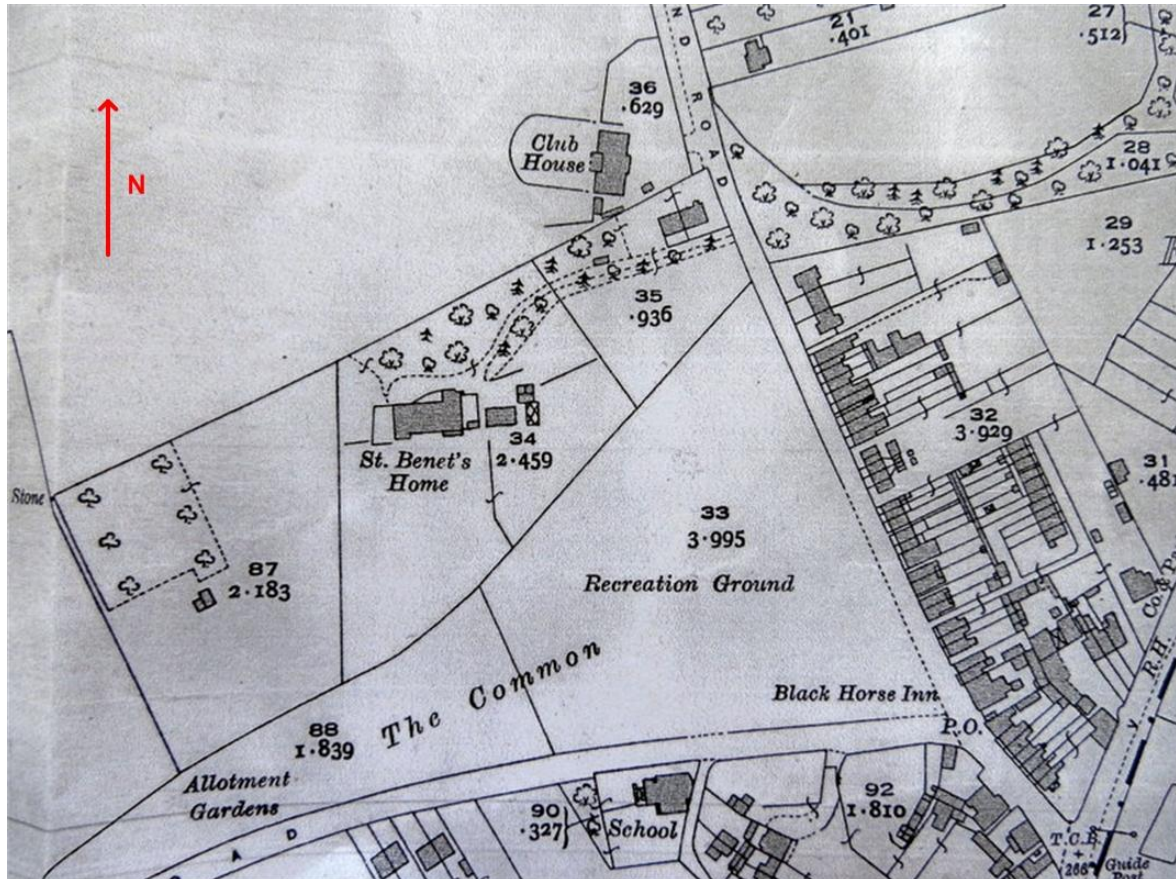 N D R O A D
21
.401
27
.512
36
.629
N
Club
House
28
1.041
29
1.253
35
.936
32
3.929
34
2.459
St. Benet's
Home
31
.481
Stone
33
3.995
87
2.183
Recreation Ground
The Common
Black Horse Inn
P.O.
R.H.
88
1.839
Allotment
Gardens
92
1.810
90
.327
School
A D
T.C.B.
266
Guide
Post